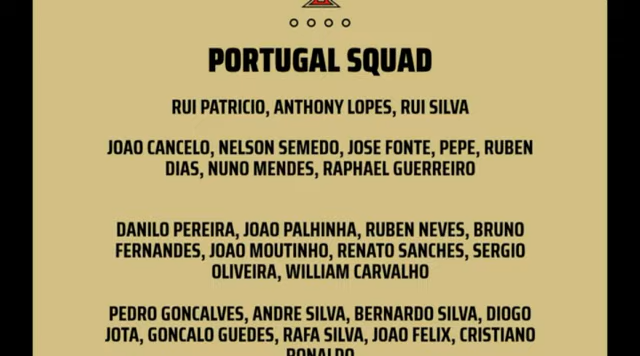 PORTUGAL SQUAD
RUI PATRICIO, ANTHONY LOPES, RUI SILVA
JOAO CANCELO, NELSON SEMEDO, JOSE FONTE, PEPE, RUBEN
DIAS, NUNO MENDES, RAPHAEL GUERREIRO
DANILO PEREIRA, JOAO PALHINHA, RUBEN NEVES, BRUNO
FERNANDES, JOAO MOUTINHO, RENATO SANCHES, SERGIO
OLIVEIRA, WILLIAM CARVALHO
PEDRO GONCALVES, ANDRE SILVA, BERNARDO SILVA, DIOGO
JOTA, GONCALO GUEDES, RAFA SILVA, JOAO FELIX, CRISTIANO
RONALDO